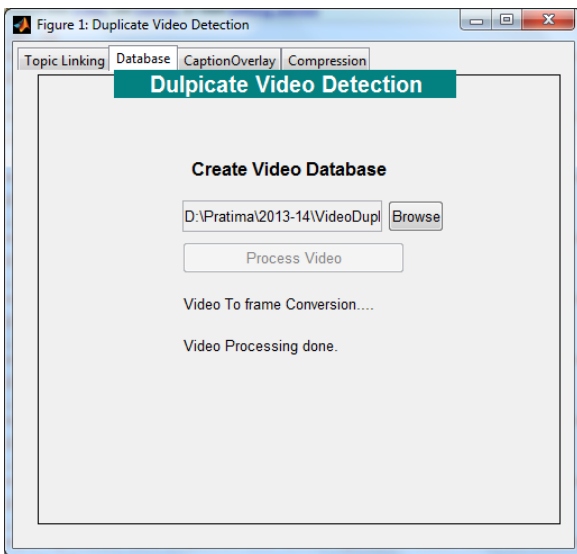 Figure 1: Duplicate Video Detection
Topic Linking Database CaptionOverlay Compression
Dulpicate Video Detection
Create Video Database
D:\Pratima\2013-14\VideoDupl Browse
Process Video
Video To frame Conversion....
Video Processing done.